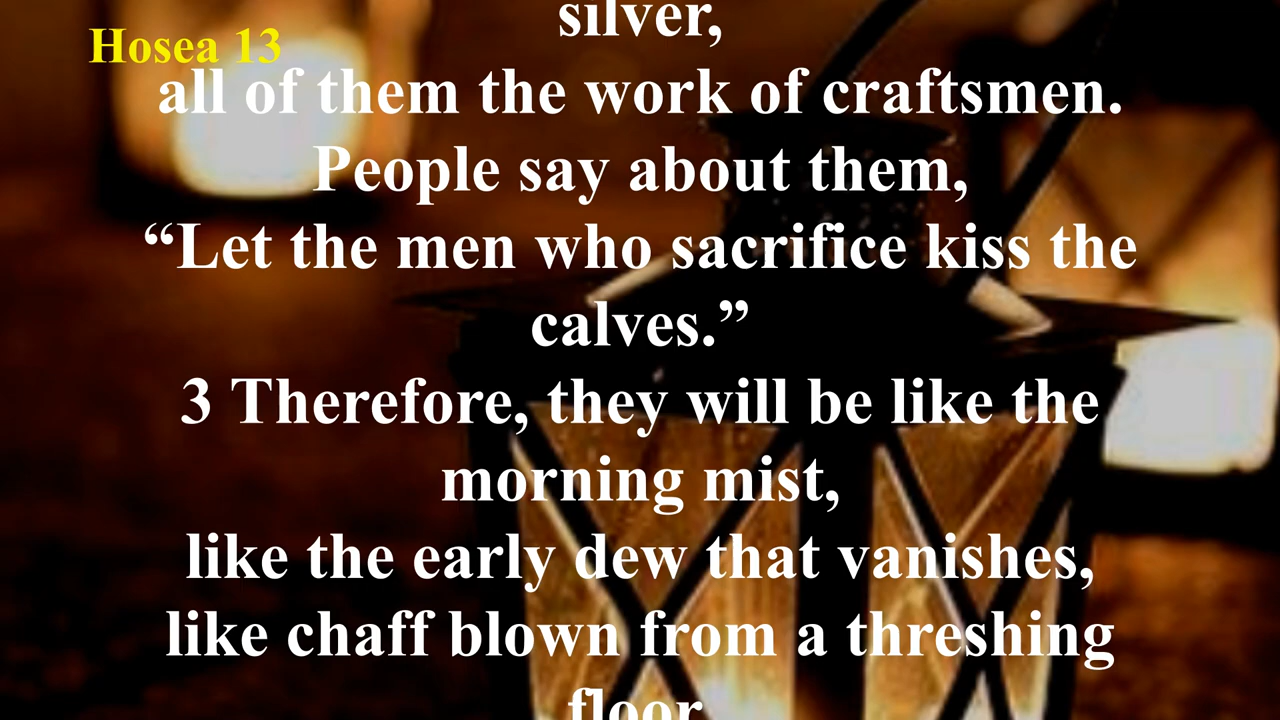 silver,
Hosea 13
all of them the work of craftsmen.
People say about them,
“Let the men who sacrifice kiss the
calves.”
3 Therefore, they will be like the
morning mist,
like the early dew that vanishes,
like chaff blown from a threshing
floor